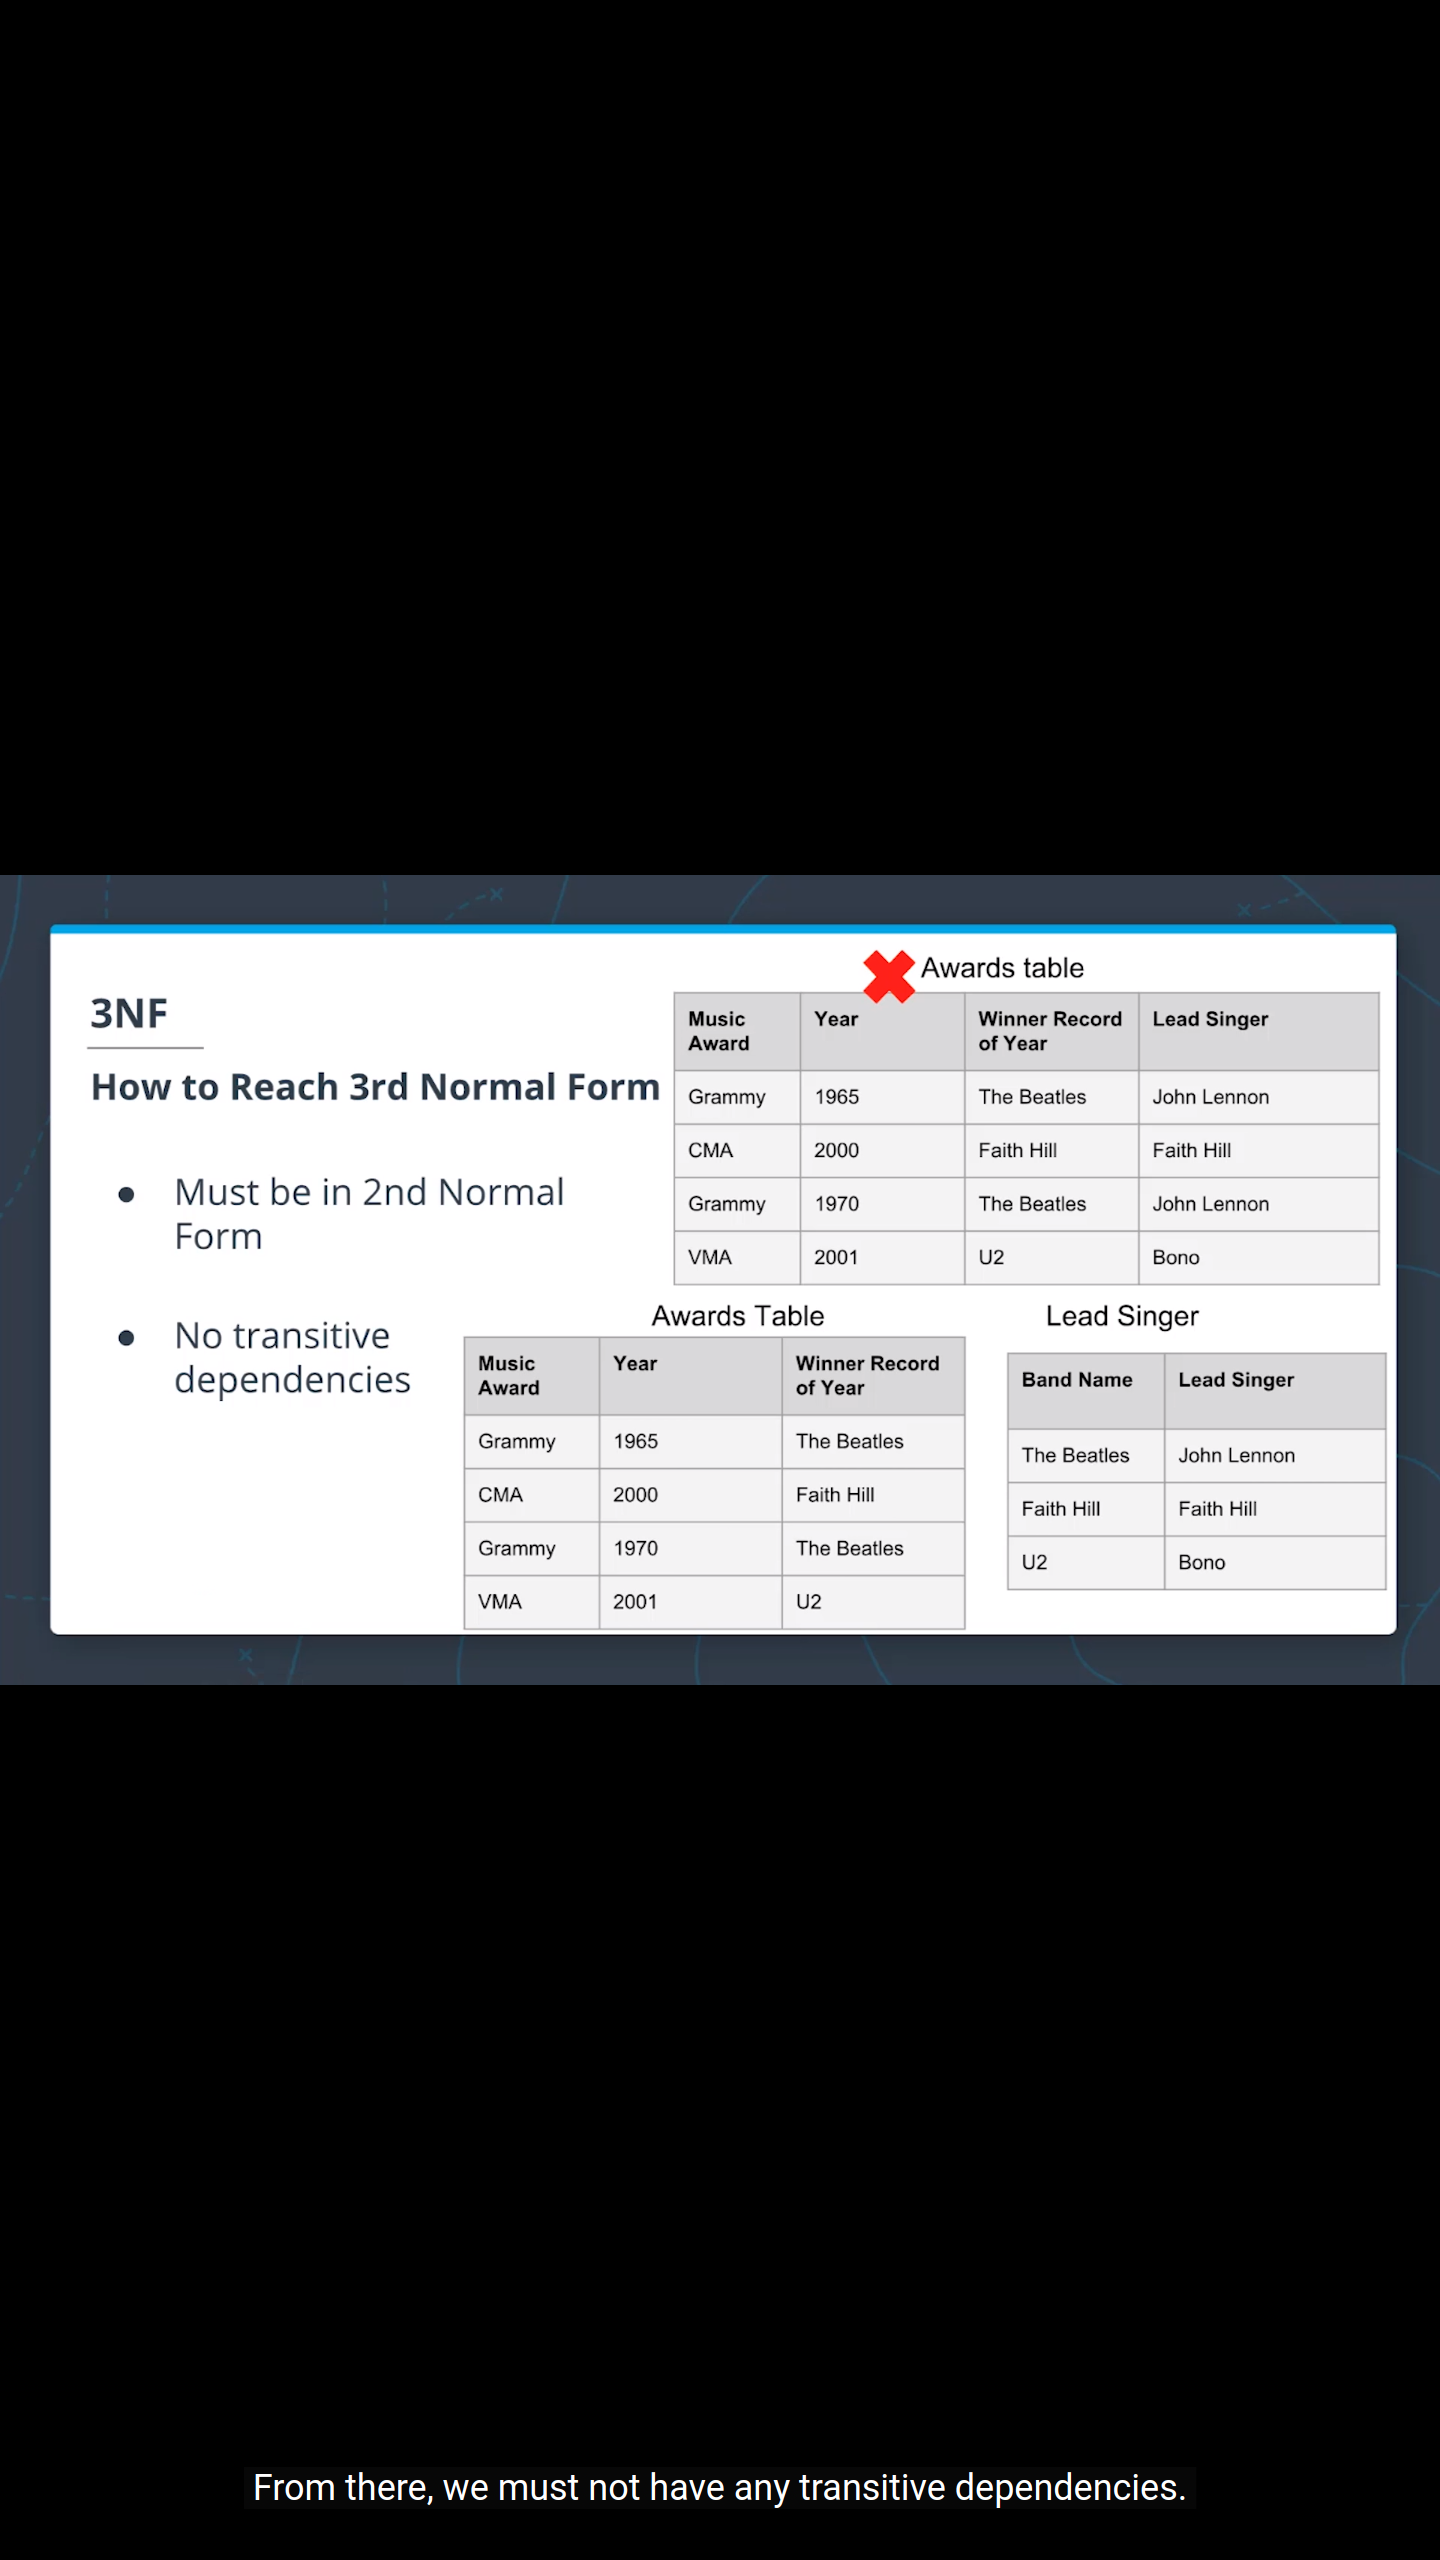 3NF
How to Reach 3rd Normal Form
● Must be in 2nd Normal
Form
● No transitive
dependencies
Awards table
Music Award Year Winner Record of Year Lead Singer
Grammy 1965 The Beatles John Lennon
CMA 2000 Faith Hill Faith Hill
Grammy 1970 The Beatles John Lennon
VMA 2001 U2 Bono
Awards Table
Music Award Year Winner Record of Year
Grammy 1965 The Beatles
CMA 2000 Faith Hill
Grammy 1970 The Beatles
VMA 2001 U2
Lead Singer
Band Name Lead Singer
The Beatles John Lennon
Faith Hill Faith Hill
U2 Bono
From there, we must not have any transitive dependencies.